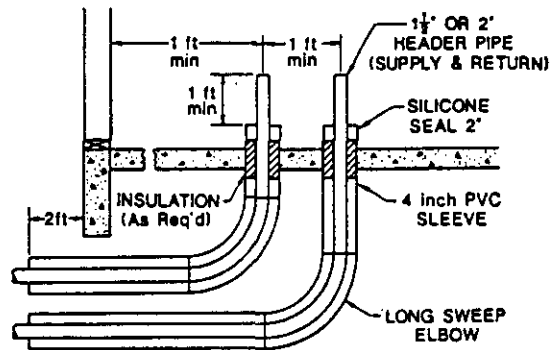 1 ft
min
1 ft
min
1½" OR 2"
HEADER PIPE
(SUPPLY & RETURN)
1 ft
min
SILICONE
SEAL 2"
INSULATION
(As Req'd)
4 inch PVC
SLEEVE
2ft
LONG SWEEP
ELBOW